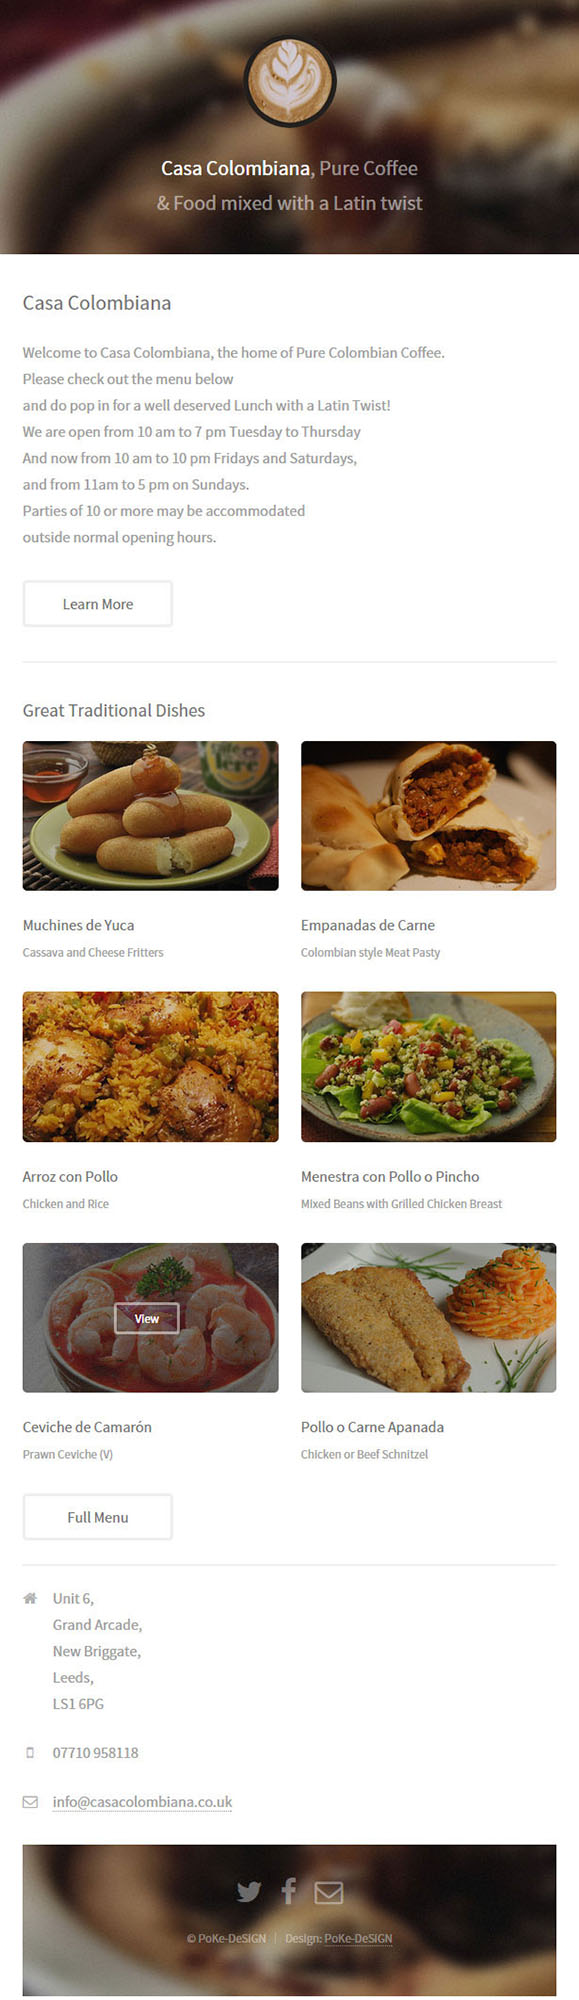 Casa Colombiana, Pure Coffee
& Food mixed with a Latin twist
Casa Colombiana
Welcome to Casa Colombiana, the home of Pure Colombian Coffee.
Please check out the menu below
and do pop in for a well deserved Lunch with a Latin Twist!
We are open from 10 am to 7 pm Tuesday to Thursday
And now from 10 am to 10 pm Fridays and Saturdays,
and from 11am to 5 pm on Sundays.
Parties of 10 or more may be accommodated
outside normal opening hours.
Learn More
Great Traditional Dishes
Muchines de Yuca
Cassava and Cheese Fritters
Empanadas de Carne
Colombian style Meat Pasty
Arroz con Pollo
Chicken and Rice
Menestra con Pollo o Pincho
Mixed Beans with Grilled Chicken Breast
View
Ceviche de Camarón
Prawn Ceviche (V)
Pollo o Carne Apanada
Chicken or Beef Schnitzel
Full Menu
Unit 6,
Grand Arcade,
New Briggate,
Leeds,
LS1 6PG
07710 958118
info@casacolombiana.co.uk
© PoKe-DeSIGN | Design: PoKe-DeSIGN